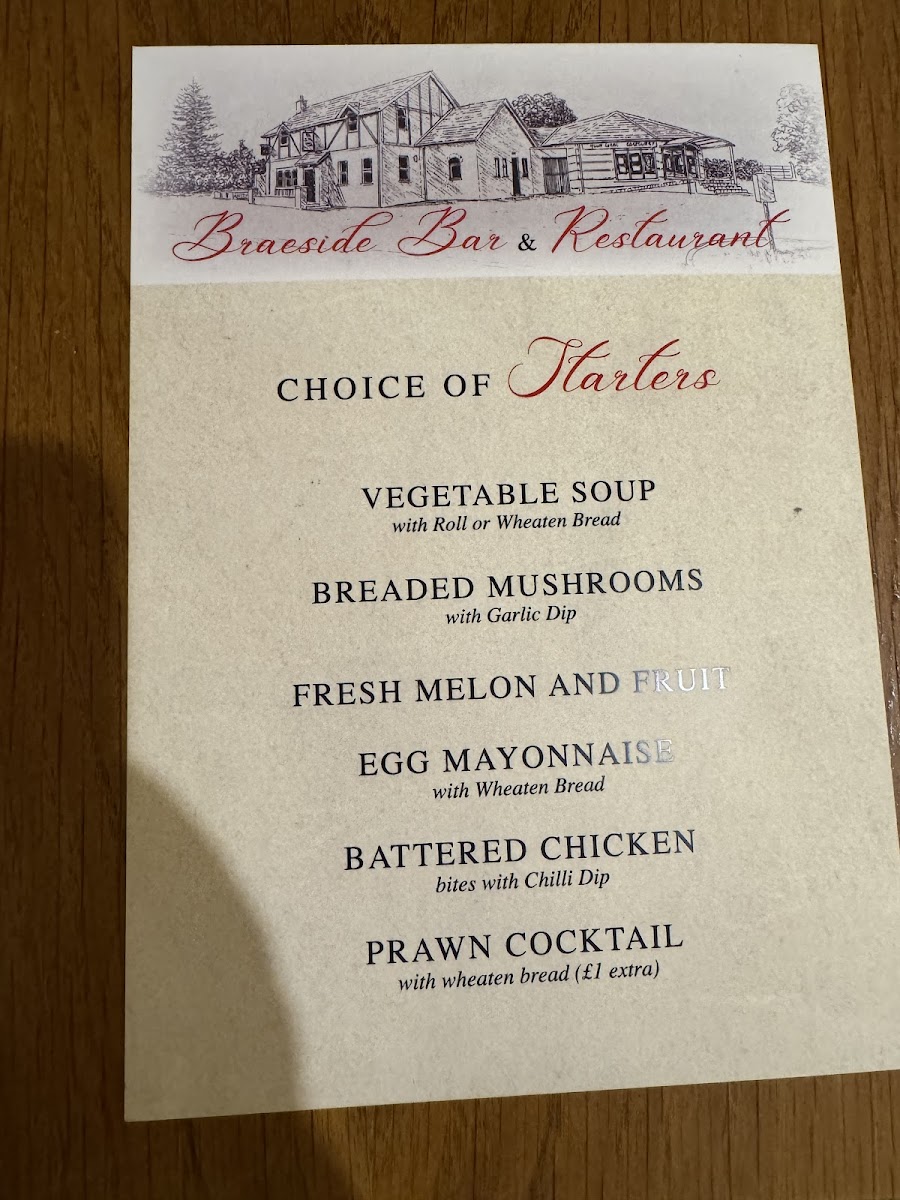 Braeside Bar & Restaurant
CHOICE OF Starters
VEGETABLE SOUP
with Roll or Wheaten Bread
BREADED MUSHROOMS
with Garlic Dip
FRESH MELON AND FRUIT
EGG MAYONNAISE
with Wheaten Bread
BATTERED CHICKEN
bites with Chilli Dip
PRAWN COCKTAIL
with wheaten bread (£1 extra)